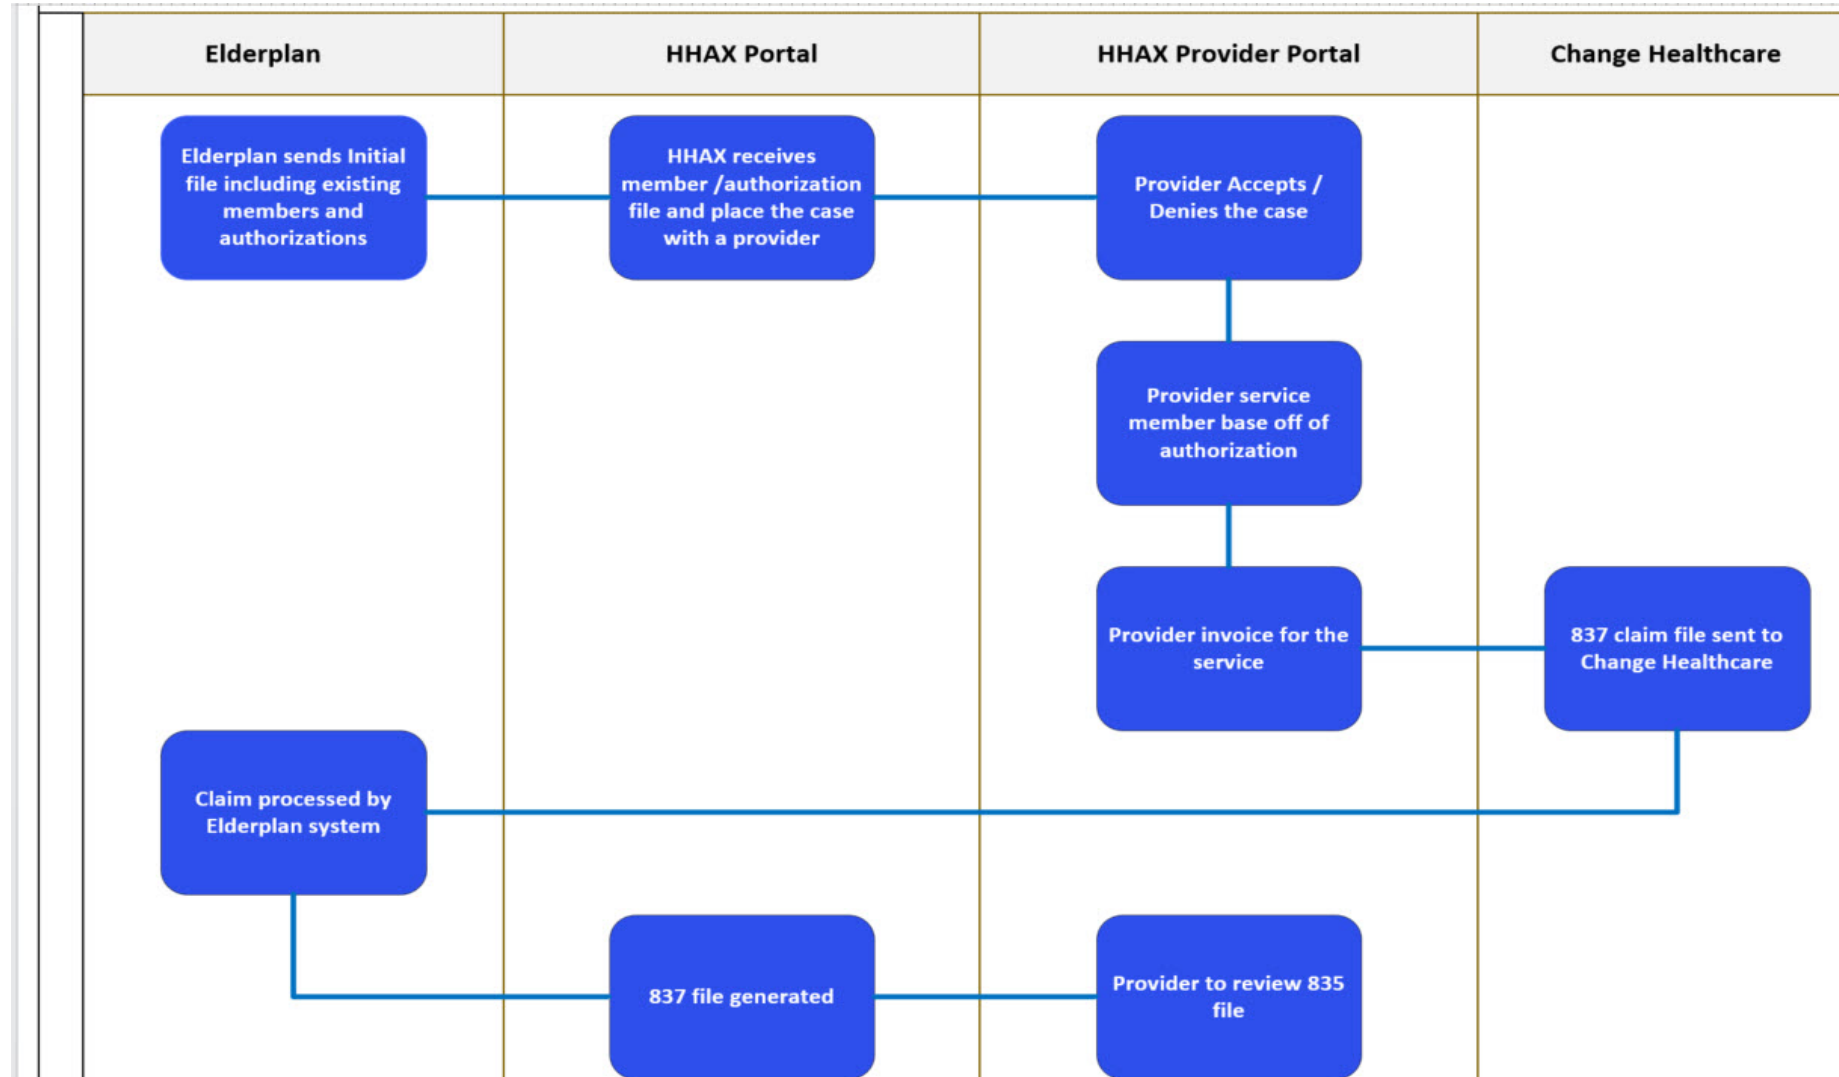 Elderplan
HHAX Portal
HHAX Provider Portal
Change Healthcare
Elderplan sends Initial
file including existing
members and
authorizations
HHAX receives
member /authorization
file and place the case
with a provider
Provider Accepts /
Denies the case
Provider service
member base off of
authorization
Provider invoice for the
service
837 claim file sent to
Change Healthcare
Claim processed by
Elderplan system
837 file generated
Provider to review 835
file